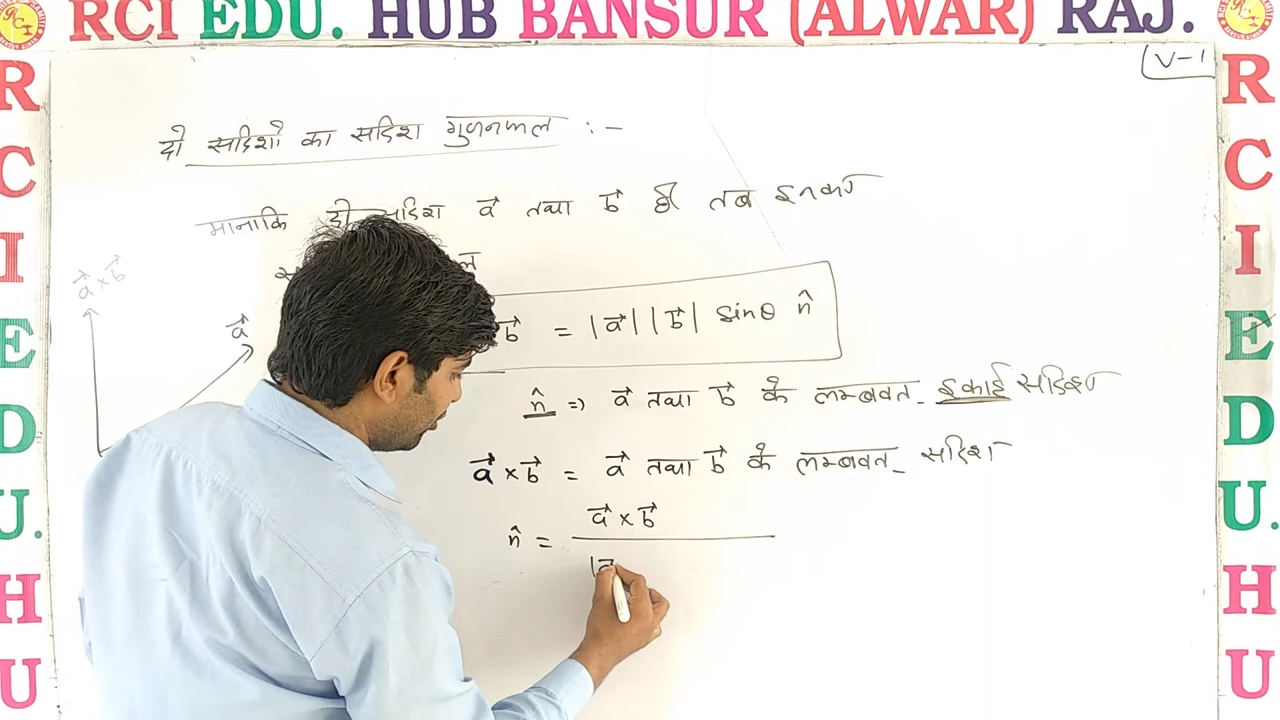 RCI EDU. HUB BANSUR (ALWAR) RAJ.
V-1
दो सदिशो का सदिश गुणनफल :-
मानाकि दो सदिश a⃗ तथा b⃗ हो तब इनका
a⃗ × b⃗
a⃗
b⃗ = |a⃗| |b⃗| sinθ n̂
n̂ => a⃗ तथा b⃗ के लम्बवत इकाई सदिश
a⃗ × b⃗ = a⃗ तथा b⃗ के लम्बवत सदिश
n̂ = a⃗ × b⃗
R C I E D U. H U
R C I E D U. H U